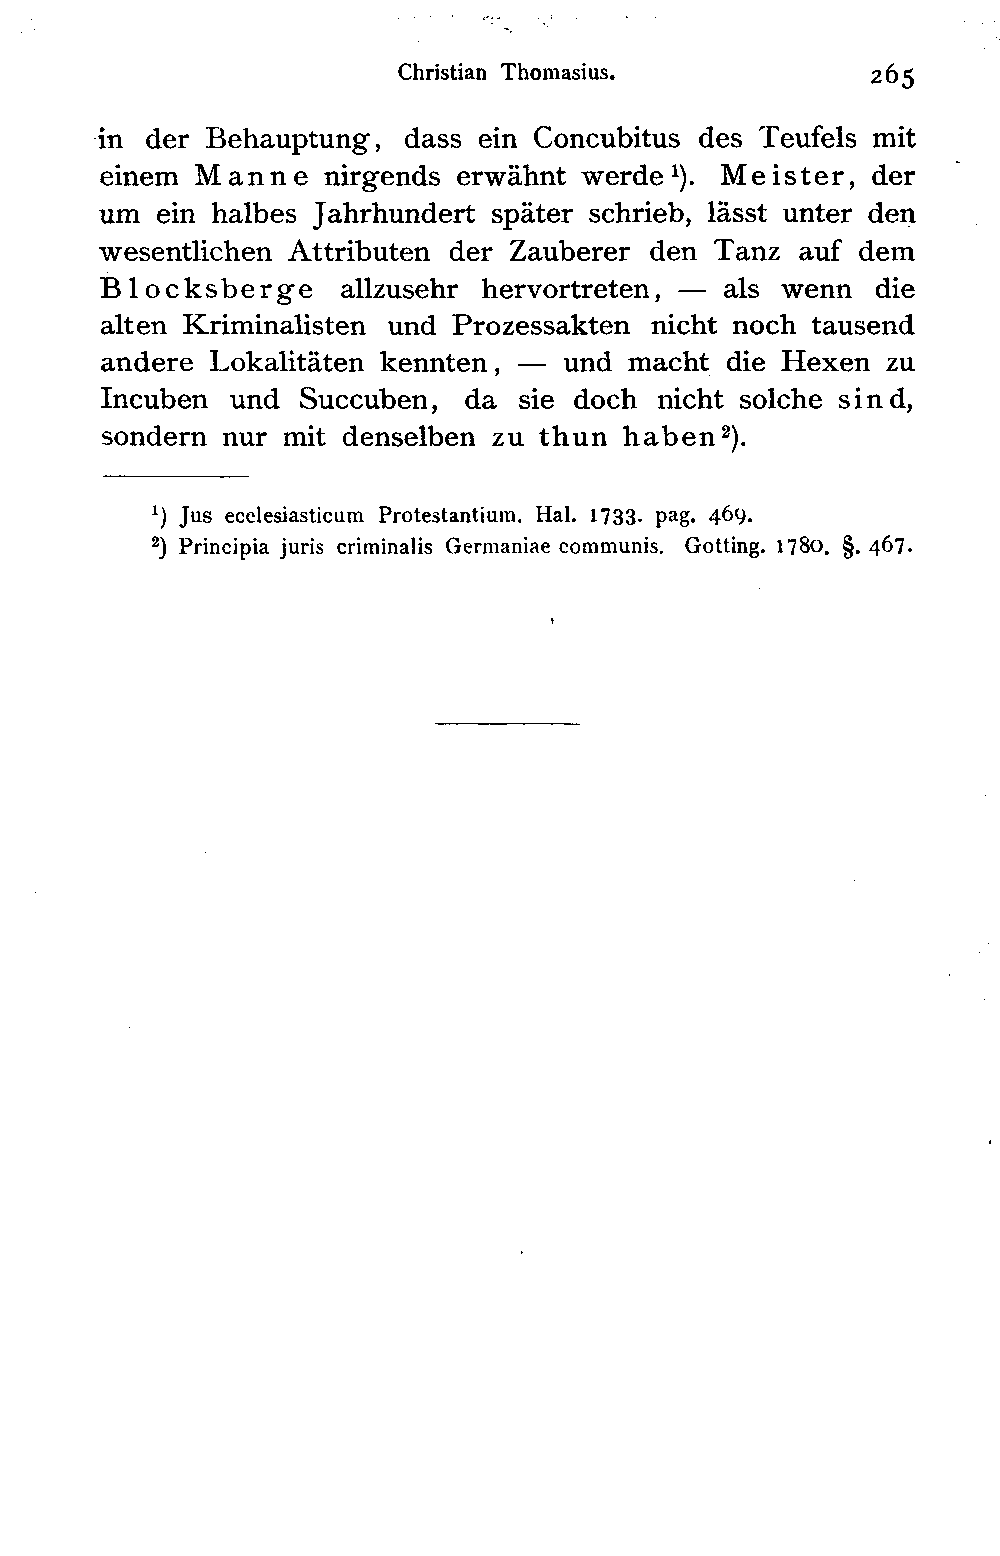 Christian Thomasius. 265
in der Behauptung, dass ein Concubitus des Teufels mit
einem Manne nirgends erwähnt werde ¹). Meister, der
um ein halbes Jahrhundert später schrieb, lässt unter den
wesentlichen Attributen der Zauberer den Tanz auf dem
Blocksberge allzusehr hervortreten, — als wenn die
alten Kriminalisten und Prozessakten nicht noch tausend
andere Lokalitäten kennten, — und macht die Hexen zu
Incuben und Succuben, da sie doch nicht solche sind,
sondern nur mit denselben zu thun haben ²).
¹) Jus ecclesiasticum Protestantium. Hal. 1733. pag. 469.
²) Principia juris criminalis Germaniae communis. Gotting. 1780. §. 467.